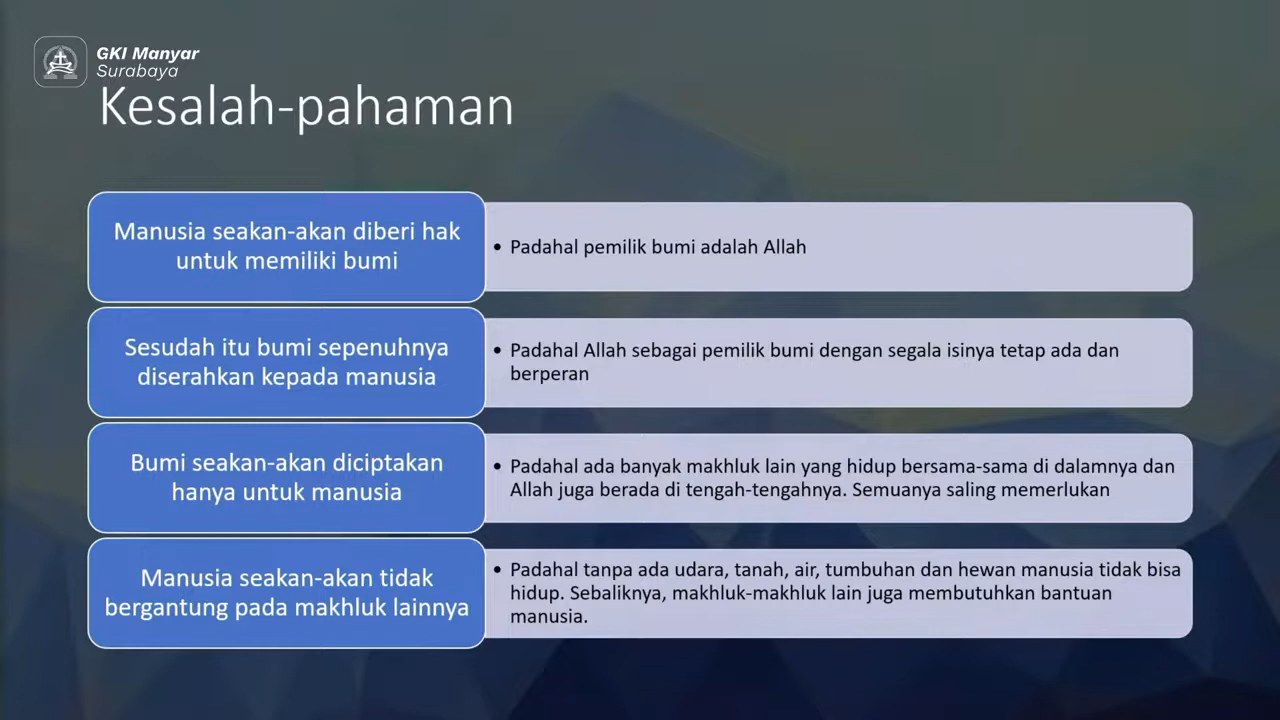 GKI Manyar
Surabaya
Kesalah-pahaman
Manusia seakan-akan diberi hak
untuk memiliki bumi
• Padahal pemilik bumi adalah Allah
Sesudah itu bumi sepenuhnya
diserahkan kepada manusia
• Padahal Allah sebagai pemilik bumi dengan segala isinya tetap ada dan
berperan
Bumi seakan-akan diciptakan
hanya untuk manusia
• Padahal ada banyak makhluk lain yang hidup bersama-sama di dalamnya dan
Allah juga berada di tengah-tengahnya. Semuanya saling memerlukan
Manusia seakan-akan tidak
bergantung pada makhluk lainnya
• Padahal tanpa ada udara, tanah, air, tumbuhan dan hewan manusia tidak bisa
hidup. Sebaliknya, makhluk-makhluk lain juga membutuhkan bantuan
manusia.